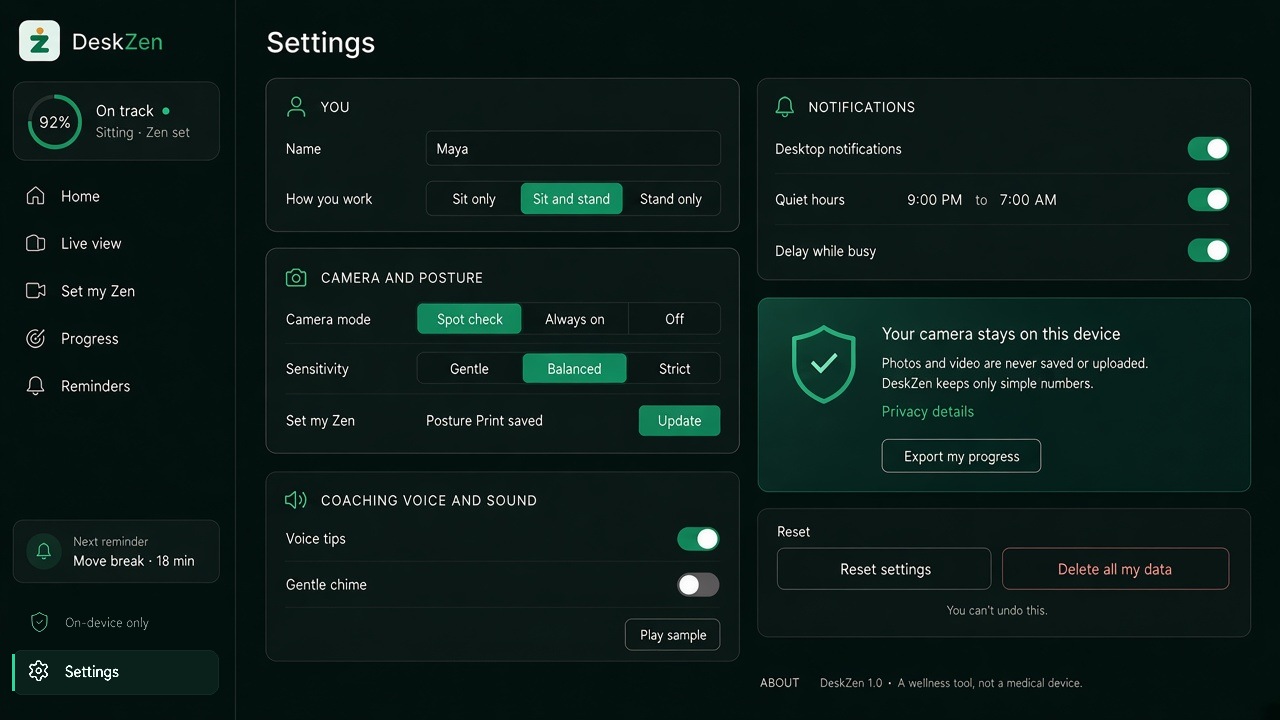 DeskZen
92%
On track
Sitting · Zen set
Home
Live view
Set my Zen
Progress
Reminders
Next reminder
Move break · 18 min
On-device only
Settings
Settings
YOU
Name
Maya
How you work
Sit only
Sit and stand
Stand only
CAMERA AND POSTURE
Camera mode
Spot check
Always on
Off
Sensitivity
Gentle
Balanced
Strict
Set my Zen
Posture Print saved
Update
COACHING VOICE AND SOUND
Voice tips
Gentle chime
Play sample
NOTIFICATIONS
Desktop notifications
Quiet hours
9:00 PM to 7:00 AM
Delay while busy
Your camera stays on this device
Photos and video are never saved or uploaded.
DeskZen keeps only simple numbers.
Privacy details
Export my progress
Reset
Reset settings
Delete all my data
You can't undo this.
ABOUT
DeskZen 1.0 • A wellness tool, not a medical device.